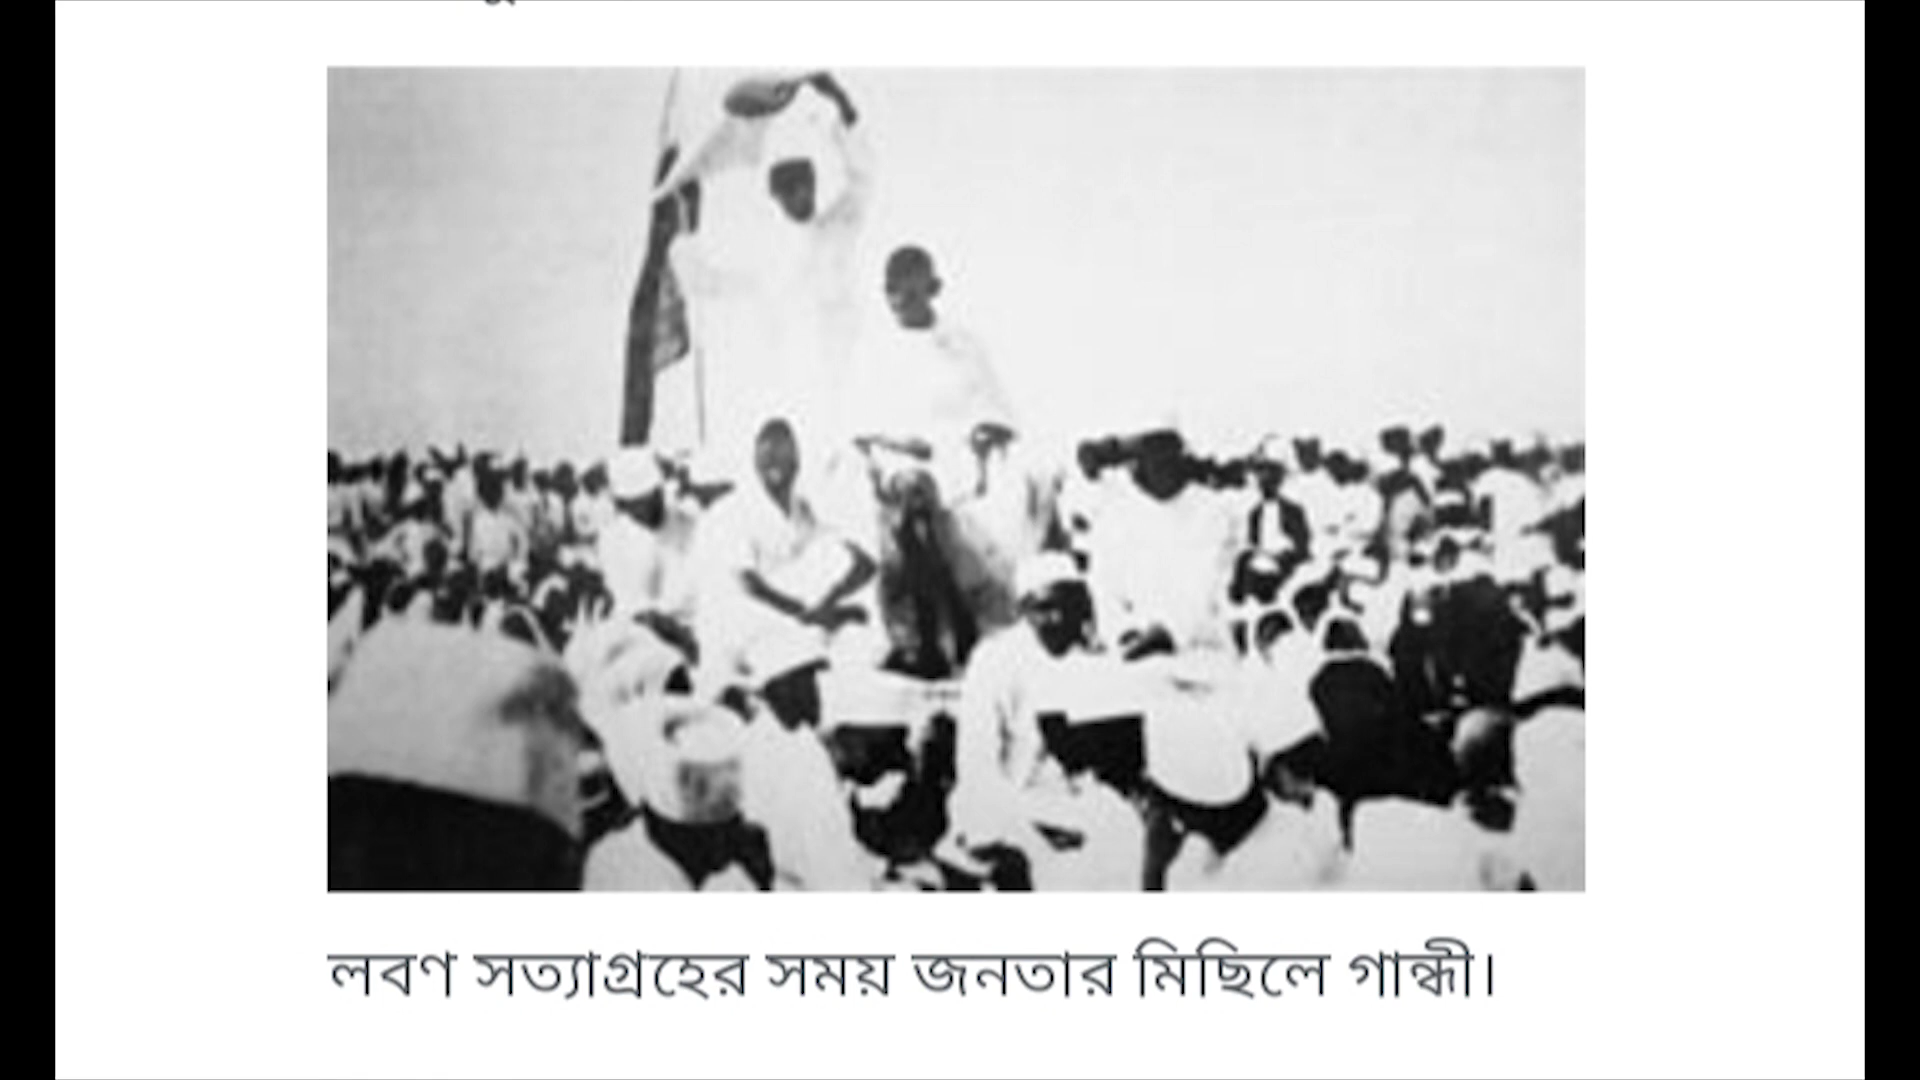 লবণ সত্যাগ্রহের সময় জনতার মিছিলে গান্ধী।